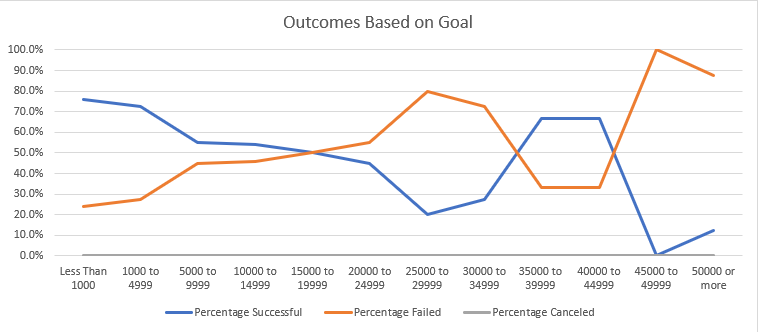 Outcomes Based on Goal
100.0%
90.0%
80.0%
70.0%
60.0%
50.0%
40.0%
30.0%
20.0%
10.0%
0.0%
Less Than 1000 to 5000 to 10000 to 15000 to 20000 to 25000 to 30000 to 35000 to 40000 to 45000 to 50000 or
1000 4999 9999 14999 19999 24999 29999 34999 39999 44999 49999 more
Percentage Successful Percentage Failed Percentage Canceled